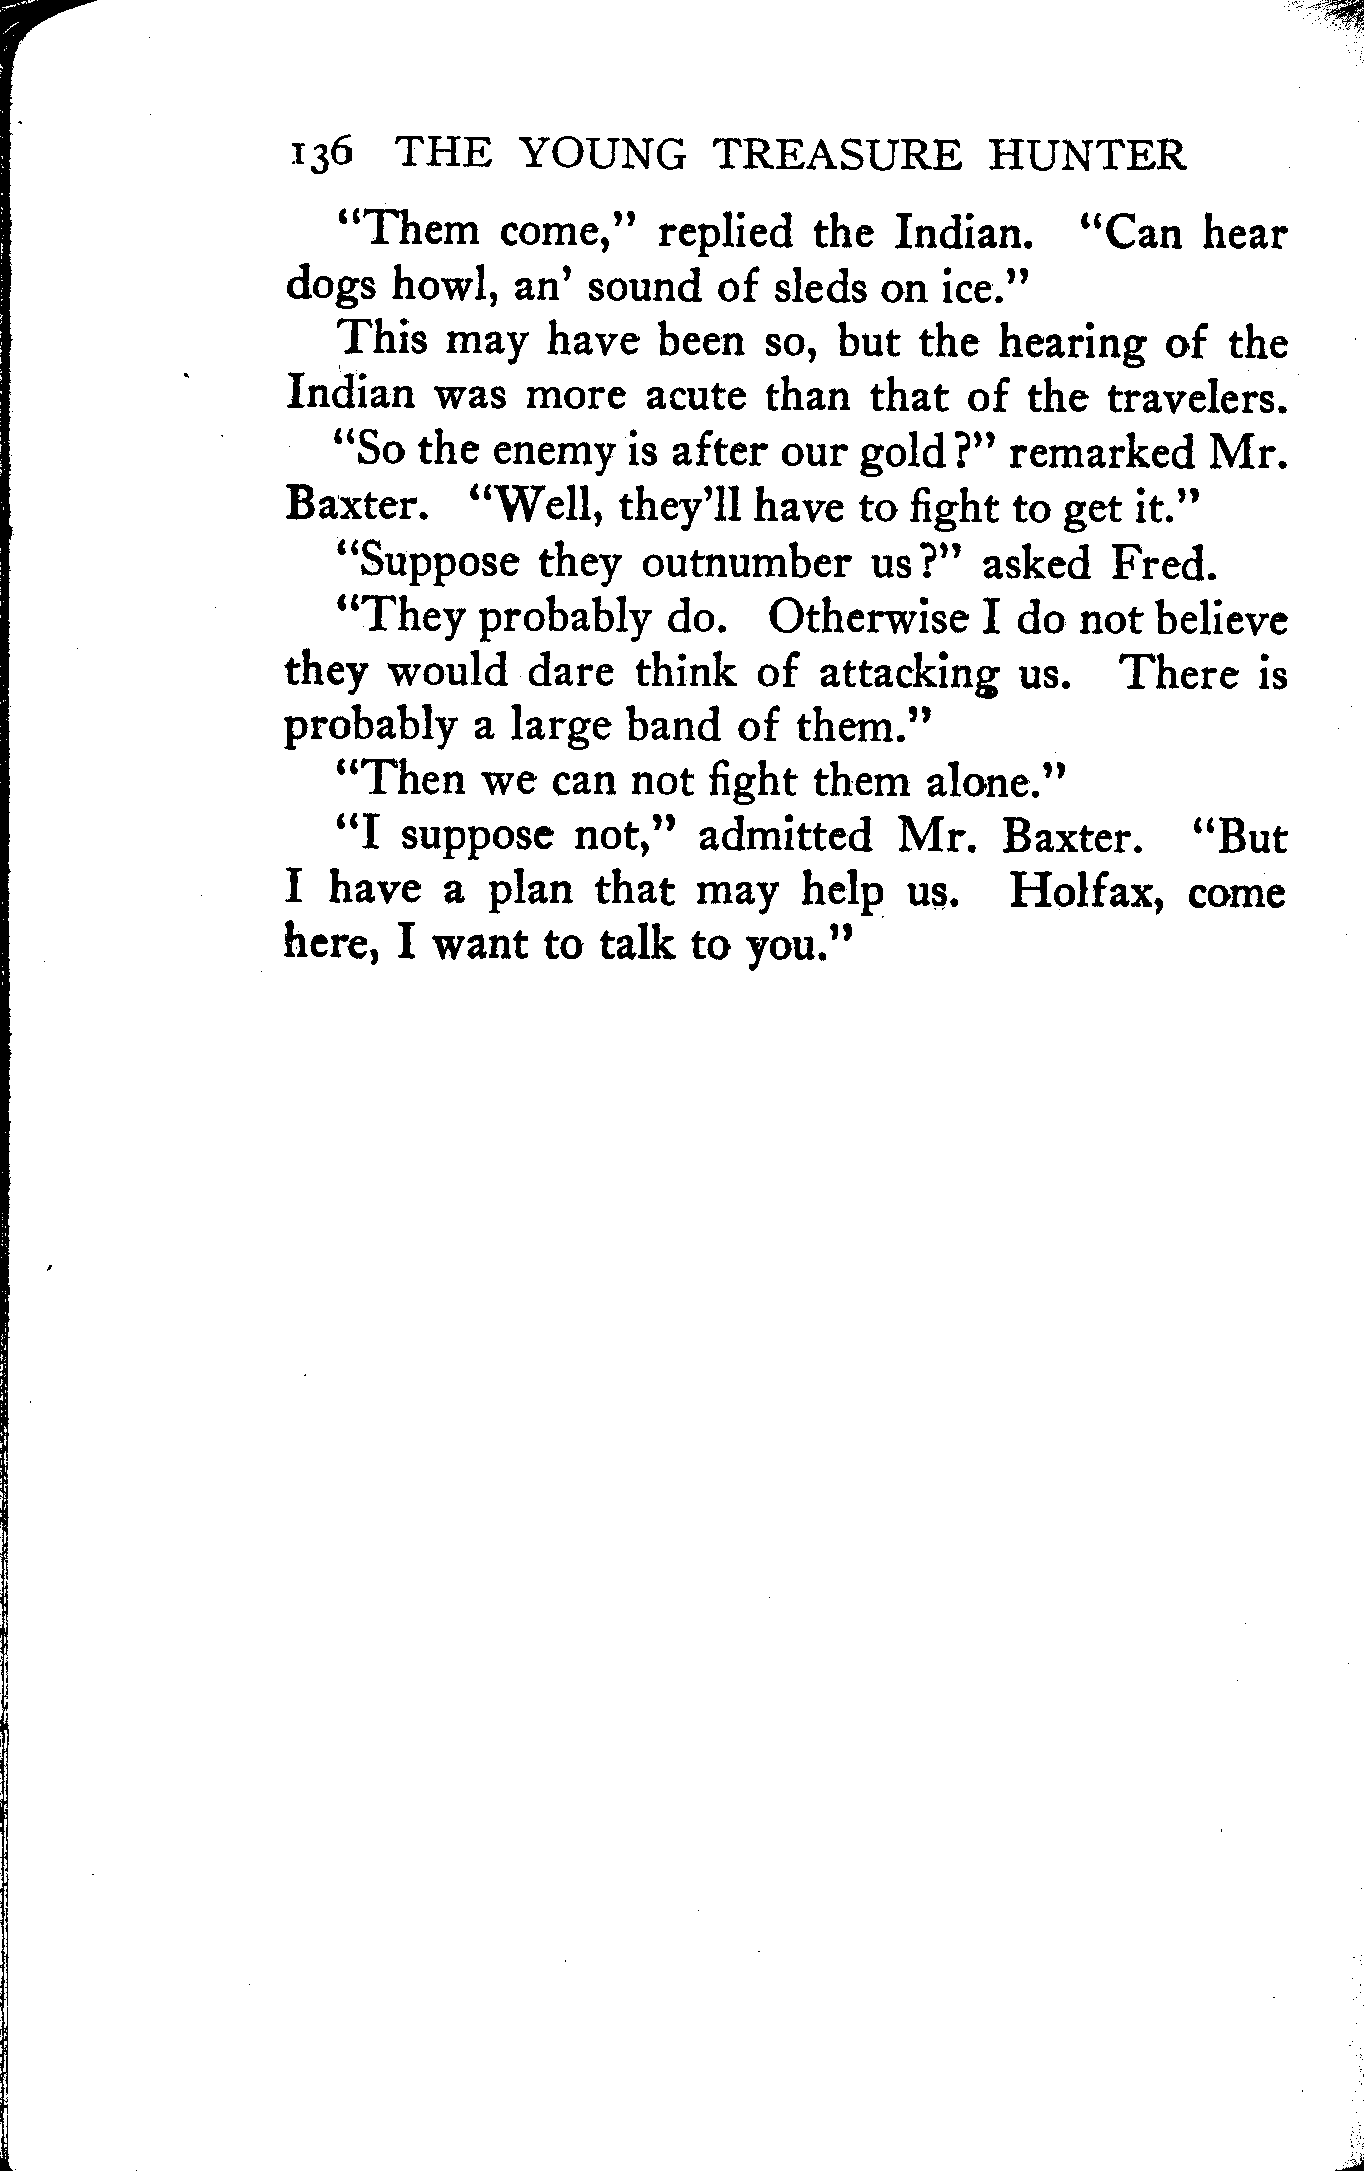 136 THE YOUNG TREASURE HUNTER
“Them come,” replied the Indian. “Can hear
dogs howl, an’ sound of sleds on ice.”
This may have been so, but the hearing of the
Indian was more acute than that of the travelers.
“So the enemy is after our gold?” remarked Mr.
Baxter. “Well, they’ll have to fight to get it.”
“Suppose they outnumber us?” asked Fred.
“They probably do. Otherwise I do not believe
they would dare think of attacking us. There is
probably a large band of them.”
“Then we can not fight them alone.”
“I suppose not,” admitted Mr. Baxter. “But
I have a plan that may help us. Holfax, come
here, I want to talk to you.”